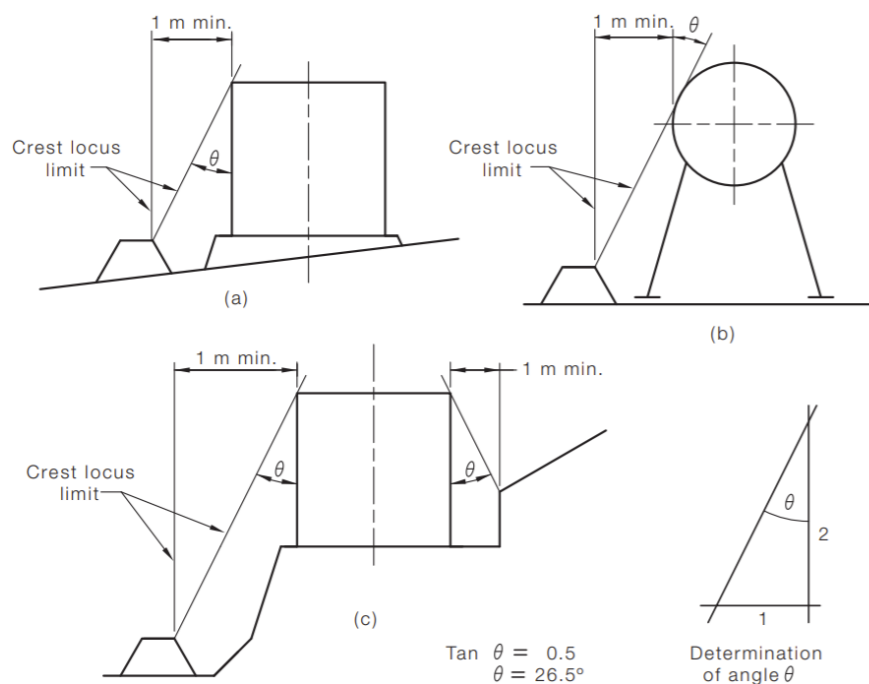 1 m min.
Crest locus
limit
θ
(a)
1 m min.
θ
Crest locus
limit
(b)
1 m min.
1 m min.
Crest locus
limit
θ
θ
(c)
Tan θ = 0.5
θ = 26.5º
θ
2
1
Determination
of angle θ